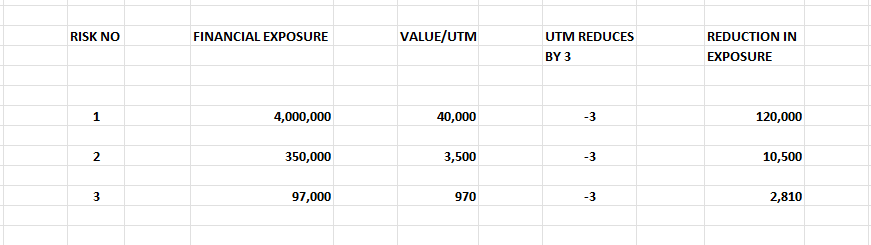 RISK NO FINANCIAL EXPOSURE VALUE/UTM UTM REDUCES REDUCTION IN
BY 3 EXPOSURE
1 4,000,000 40,000 -3 120,000
2 350,000 3,500 -3 10,500
3 97,000 970 -3 2,810